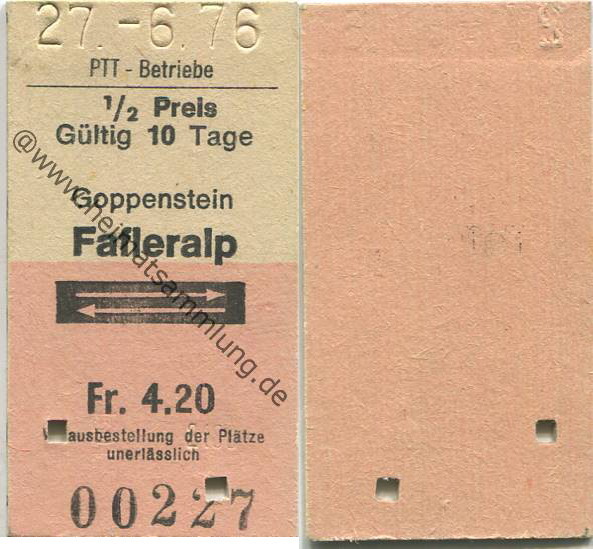 27.-6.76
PTT - Betriebe
1/2 Preis
Gültig 10 Tage
Goppenstein
Fafleralp
Fr. 4.20
ausbestellung der Plätze
unerlässlich
00227
@www.heimatsammlung.de